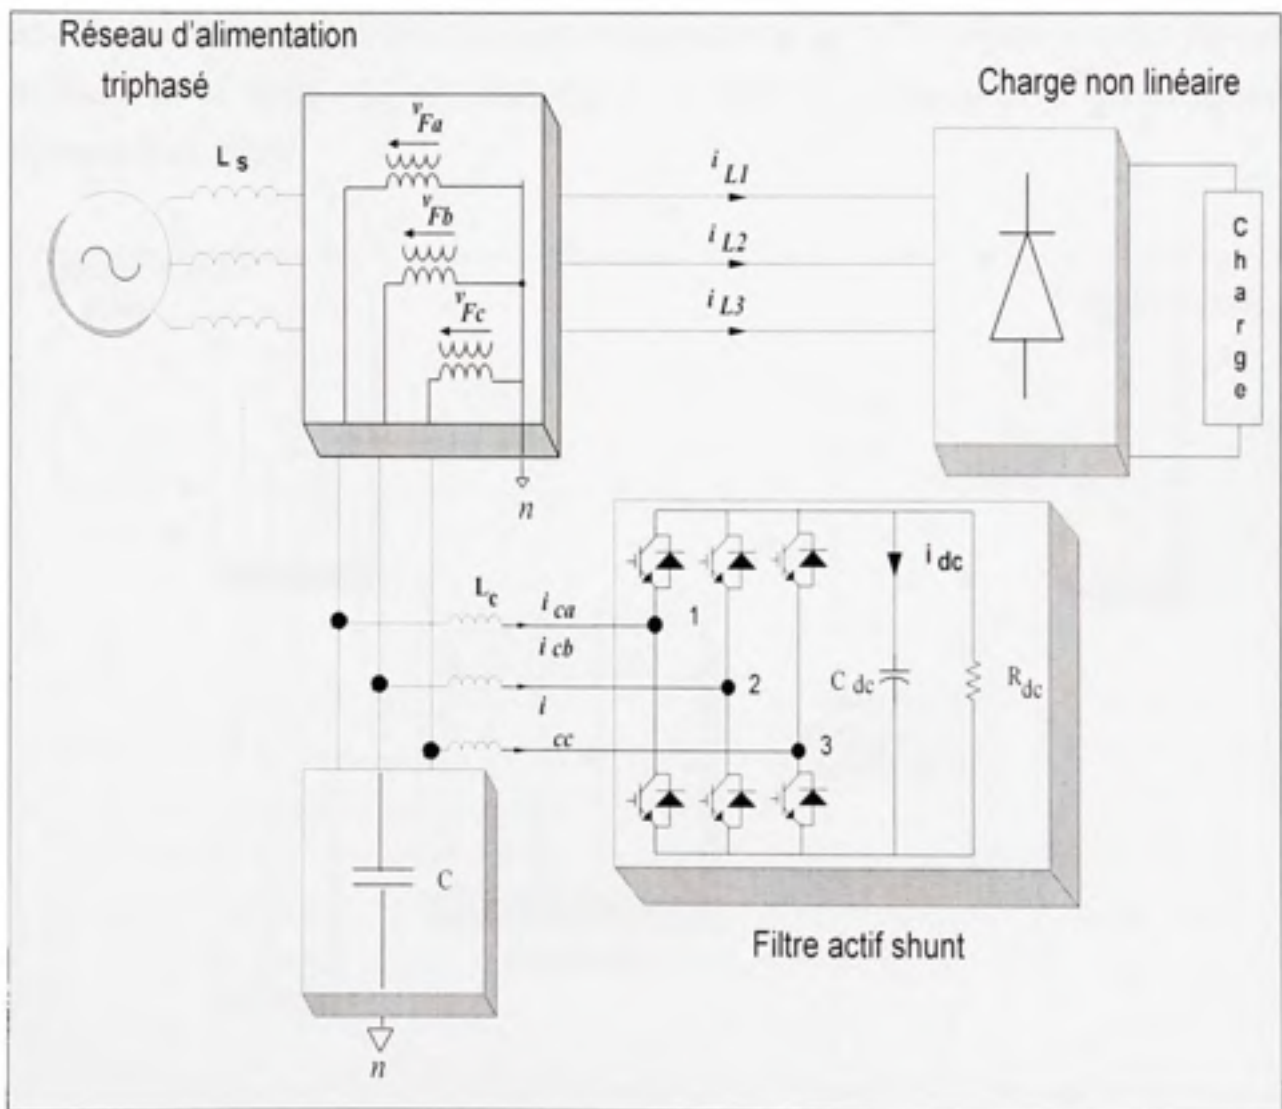 Réseau d'alimentation
triphasé
Charge non linéaire
L s
v Fa
v Fb
v Fc
i L1
i L2
i L3
Charge
n
L c
i ca
i cb
i
cc
1
2
3
i dc
C dc
R dc
C
n
Filtre actif shunt